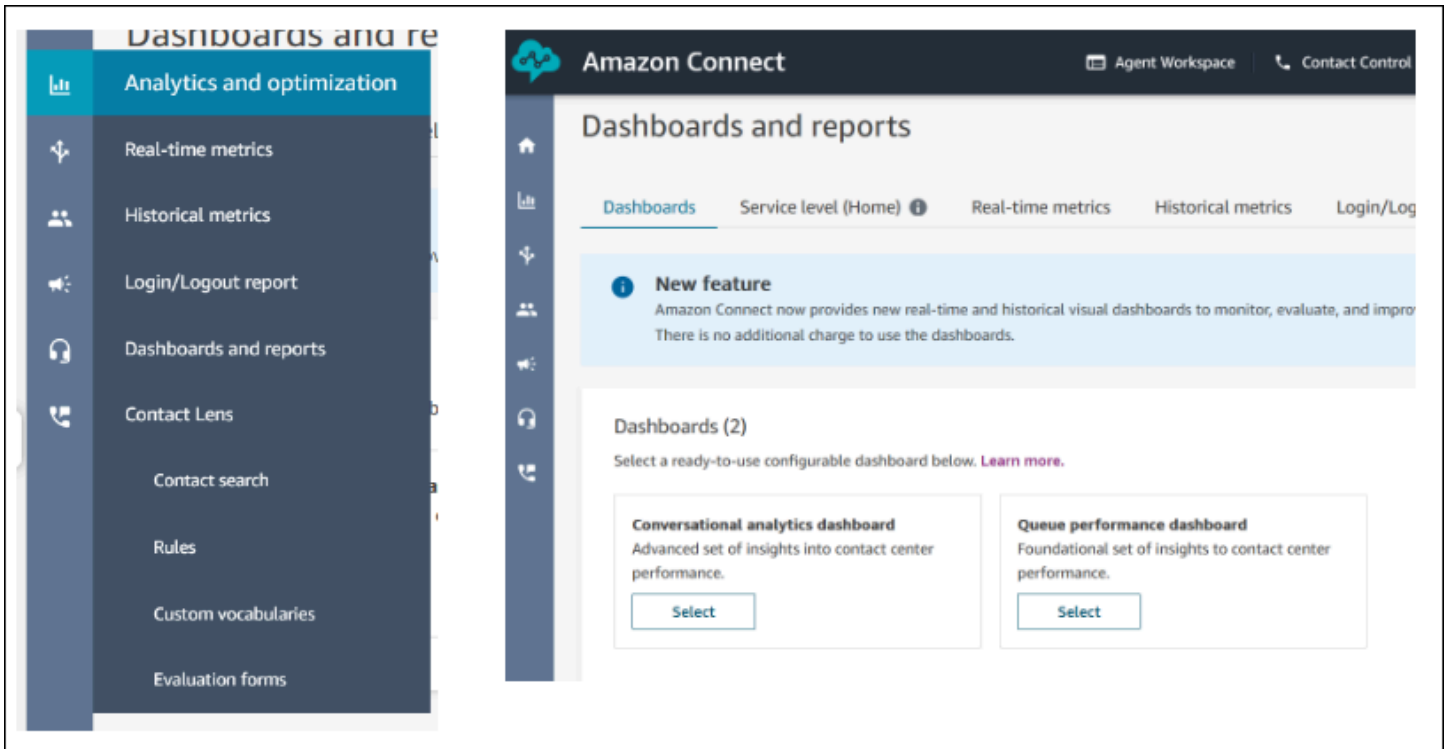 Dashboards and re
Analytics and optimization
Real-time metrics
Historical metrics
Login/Logout report
Dashboards and reports
Contact Lens
Contact search
Rules
Custom vocabularies
Evaluation forms
Amazon Connect
Agent Workspace
Contact Control
Dashboards and reports
Dashboards
Service level (Home)
Real-time metrics
Historical metrics
Login/Log
New feature
Amazon Connect now provides new real-time and historical visual dashboards to monitor, evaluate, and impro
There is no additional charge to use the dashboards.
Dashboards (2)
Select a ready-to-use configurable dashboard below. Learn more.
Conversational analytics dashboard
Advanced set of insights into contact center
performance.
Select
Queue performance dashboard
Foundational set of insights to contact center
performance.
Select